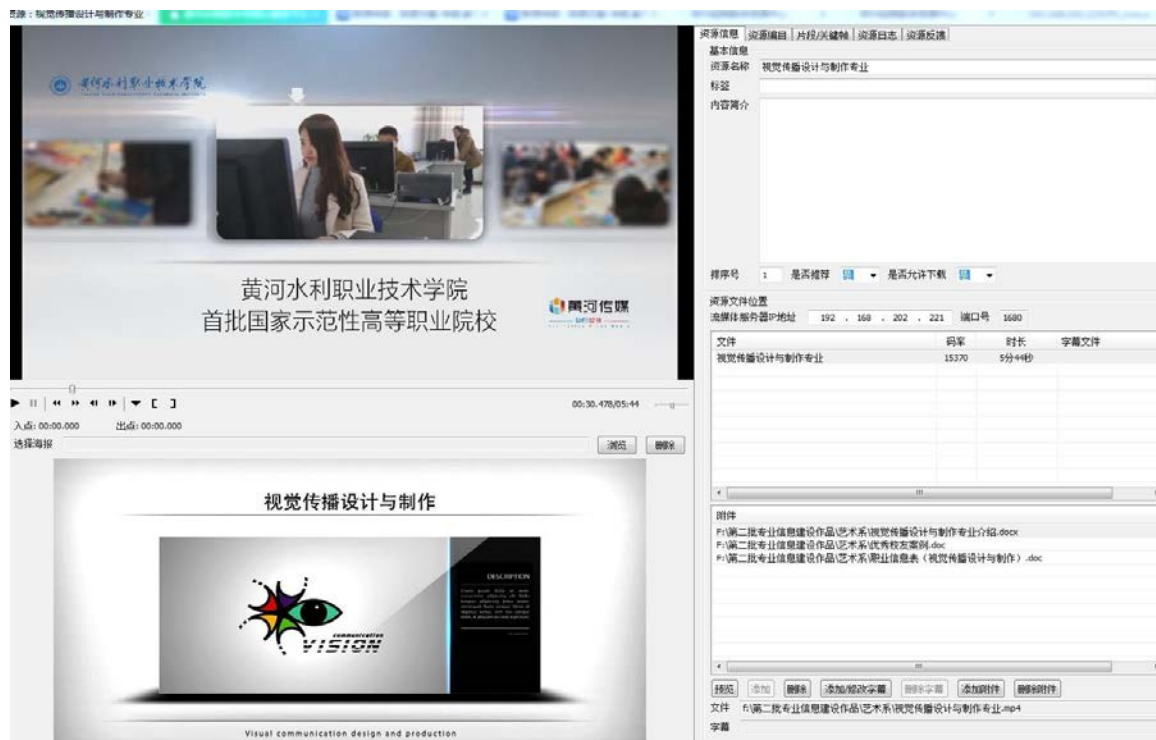 资源：视觉传播设计与制作专业
黄河水利职业技术学院
黄河水利职业技术学院
首批国家示范性高等职业院校
黄河传媒
00:30.478/05:44
入点: 00:00.000 出点: 00:00.000
选择海报 浏览 删除
视觉传播设计与制作
DESCRIPTION
communication
VISION
Visual communication design and production
资源信息 资源编目 片段/关键帧 资源日志 资源反馈
基本信息
资源名称 视觉传播设计与制作专业
标签
内容简介
排序号 1 是否推荐 是 是否允许下载 是
资源文件位置
流媒体服务器IP地址 192 . 168 . 202 . 221 端口号 1680
文件 码率 时长 字幕文件
视觉传播设计与制作专业 15370 5分44秒
附件
F:\第二批专业信息建设作品\艺术系\视觉传播设计与制作专业介绍.docx
F:\第二批专业信息建设作品\艺术系\优秀校友案例.doc
F:\第二批专业信息建设作品\艺术系\职业信息表（视觉传播设计与制作）.doc
预览 添加 删除 添加/修改字幕 删除字幕 添加附件 删除附件
文件 f:\第二批专业信息建设作品\艺术系\视觉传播设计与制作专业.mp4
字幕